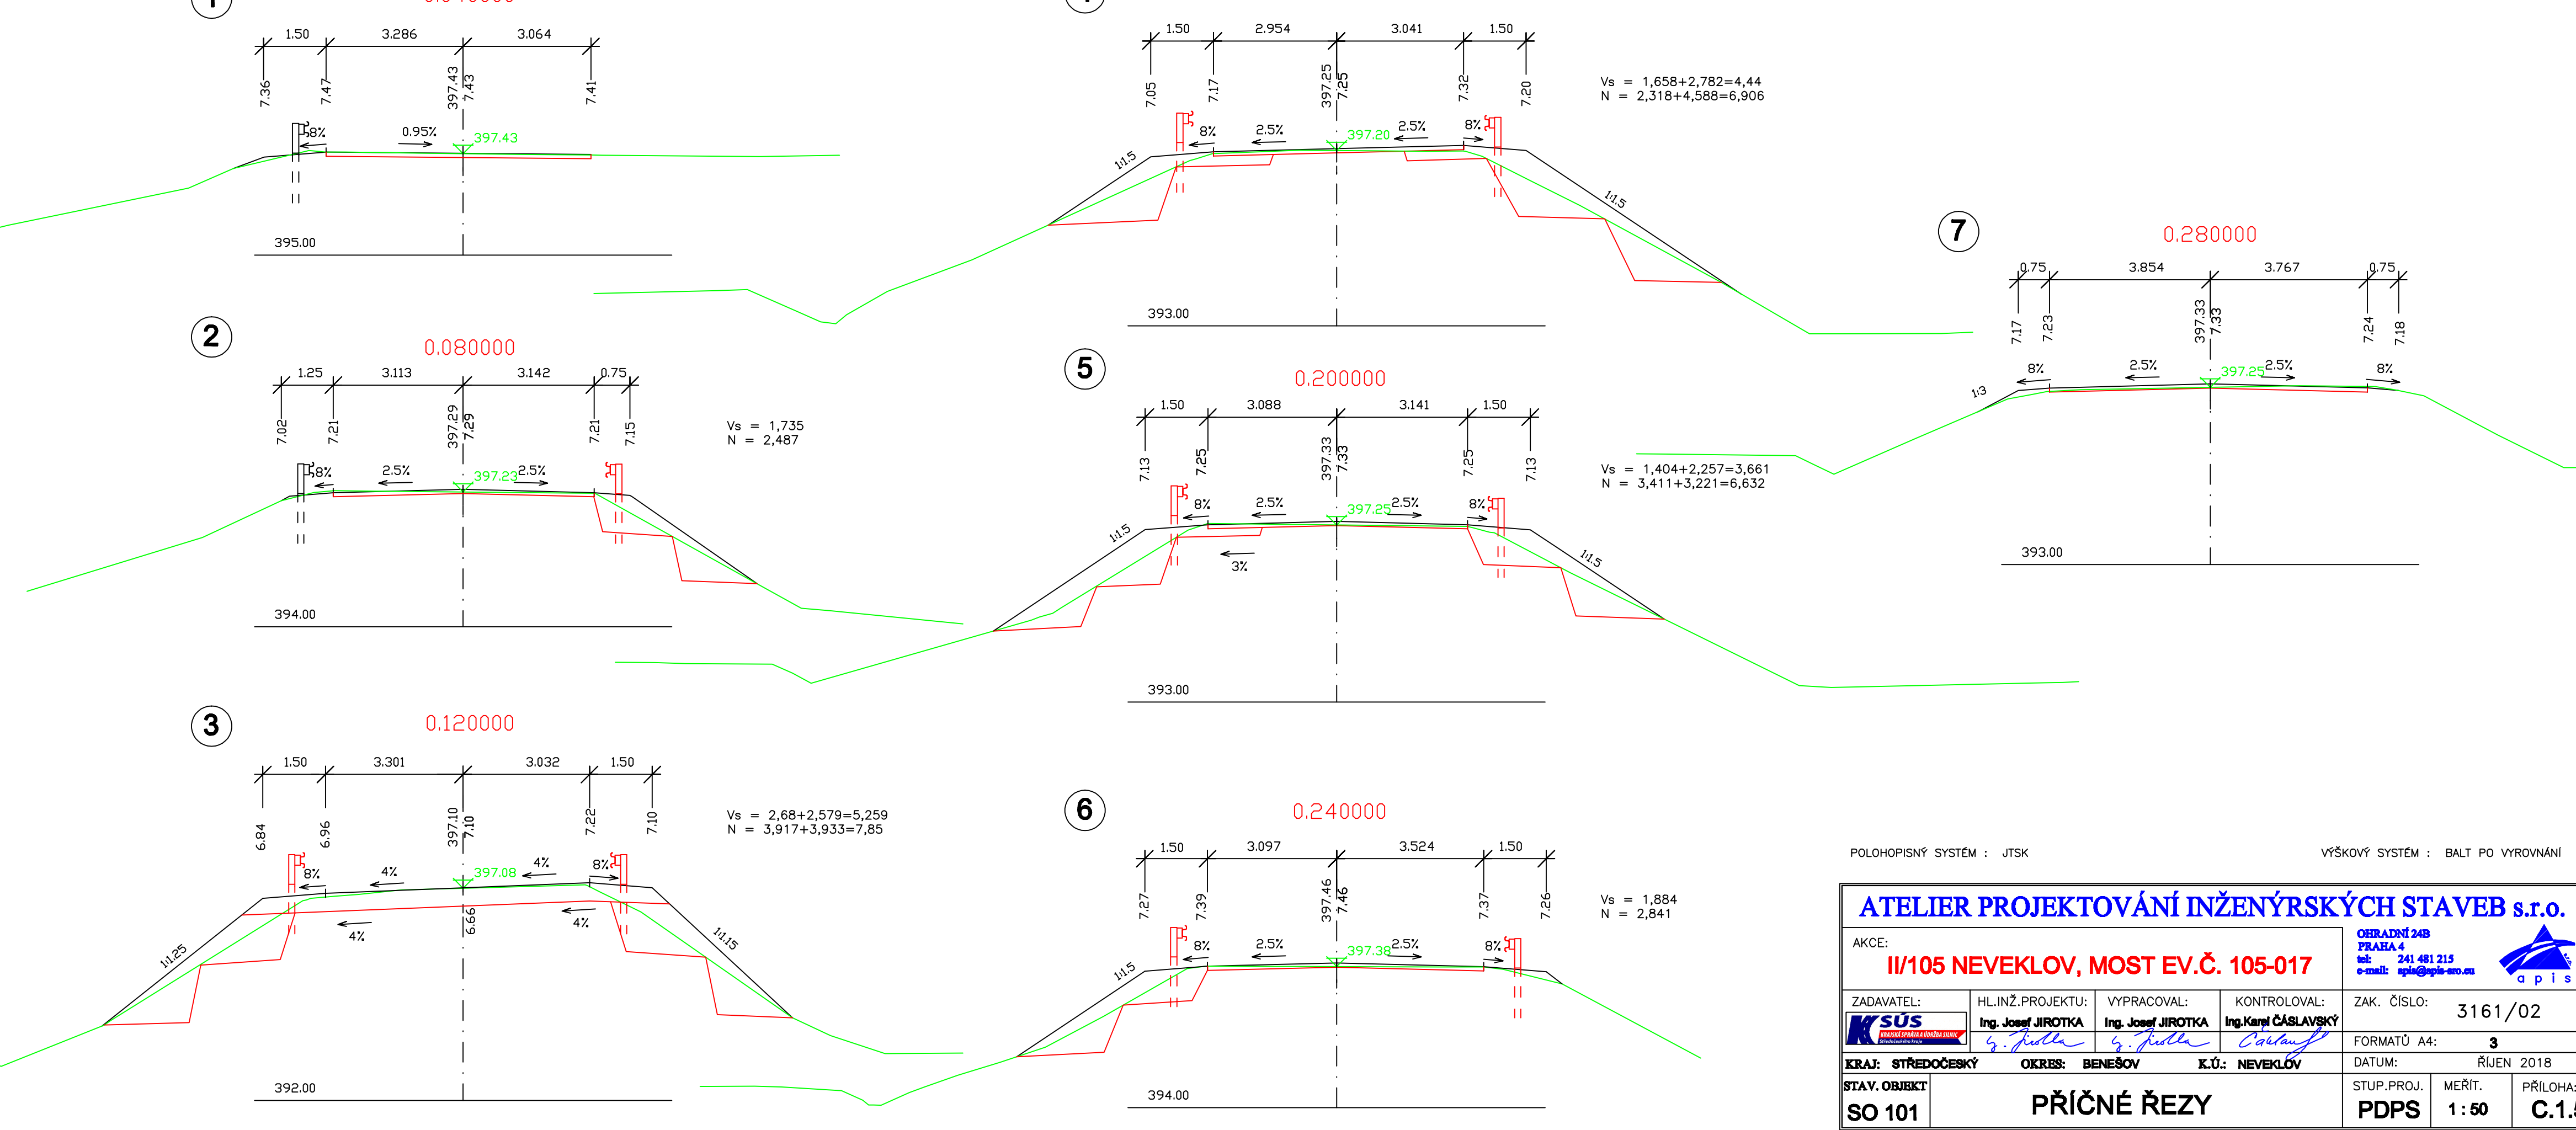 1
1.50 3.286 3.064
7.36 7.47 397.43 7.43 7.41
8% 0.95% 397.43
395.00
2
0.080000
1.25 3.113 3.142 0.75
7.02 7.21 397.29 7.29 7.21 7.15
8% 2.5% 397.23 2.5%
394.00
Vs = 1,735
N = 2,487
3
0.120000
1.50 3.301 3.032 1.50
6.84 6.96 397.10 7.10 7.22 7.10
8% 4% 397.08 4% 8%
1:1.25 4% 6.66 4% 1:1.15
392.00
Vs = 2,68+2,579=5,259
N = 3,917+3,933=7,85
1.50 2.954 3.041 1.50
7.05 7.17 397.25 7.25 7.32 7.20
1:1.5 8% 2.5% 397.20 2.5% 8% 1:1.5
393.00
Vs = 1,658+2,782=4,44
N = 2,318+4,588=6,906
5
0.200000
1.50 3.088 3.141 1.50
7.13 7.25 397.33 7.33 7.25 7.13
1:1.5 8% 2.5% 397.25 2.5% 8% 1:1.5
3%
393.00
Vs = 1,404+2,257=3,661
N = 3,411+3,221=6,632
6
0.240000
1.50 3.097 3.524 1.50
7.27 7.39 397.46 7.46 7.37 7.26
1:1.5 8% 2.5% 397.38 2.5% 8%
394.00
Vs = 1,884
N = 2,841
7
0.280000
0.75 3.854 3.767 0.75
7.17 7.23 397.33 7.33 7.24 7.18
1:3 8% 2.5% 397.25 2.5% 8%
393.00
POLOHOPISNÝ SYSTÉM : JTSK
VÝŠKOVÝ SYSTÉM : BALT PO VYROVNÁNÍ
ATELIER PROJEKTOVÁNÍ INŽENÝRSKÝCH STAVEB s.r.o.
AKCE:
II/105 NEVEKLOV, MOST EV.Č. 105-017
OHRADNÍ 24B
PRAHA 4
tel: 241 481 215
e-mail: apis@apis-sro.eu
apis
ZADAVATEL: HL.INŽ.PROJEKTU: VYPRACOVAL: KONTROLOVAL:
KSÚS
KRAJSKÁ SPRÁVA A ÚDRŽBA SILNIC
Středočeského kraje
Ing. Josef JIROTKA Ing. Josef JIROTKA Ing.Karel ČÁSLAVSKÝ
ZAK. ČÍSLO: 3161/02
FORMÁTŮ A4: 3
KRAJ: STŘEDOČESKÝ OKRES: BENEŠOV K.Ú.: NEVEKLOV
DATUM: ŘÍJEN 2018
STAV. OBJEKT
SO 101
PŘÍČNÉ ŘEZY
STUP.PROJ. MEŘÍT. PŘÍLOHA:
PDPS 1 : 50